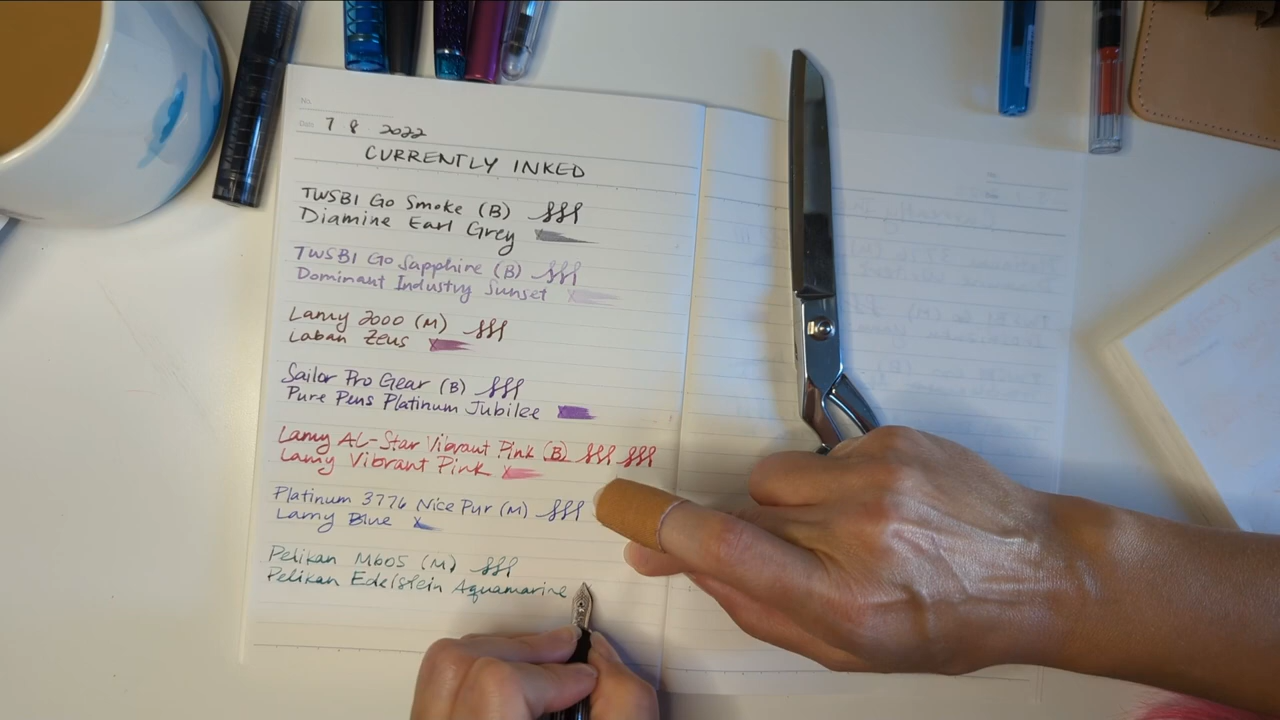 No.
Date 7 8 2022
CURRENTLY INKED
TWSBI Go Smoke (B)
Diamine Earl Grey
TWSBI Go Sapphire (B)
Dominant Industry Sunset
Lamy 2000 (M)
Laban Zeus
Sailor Pro Gear (B)
Pure Pens Platinum Jubilee
Lamy AL-Star Vibrant Pink (B)
Lamy Vibrant Pink
Platinum 3776 Nice Pur (M)
Lamy Blue
Pelikan M605 (M)
Pelikan Edelstein Aquamarine